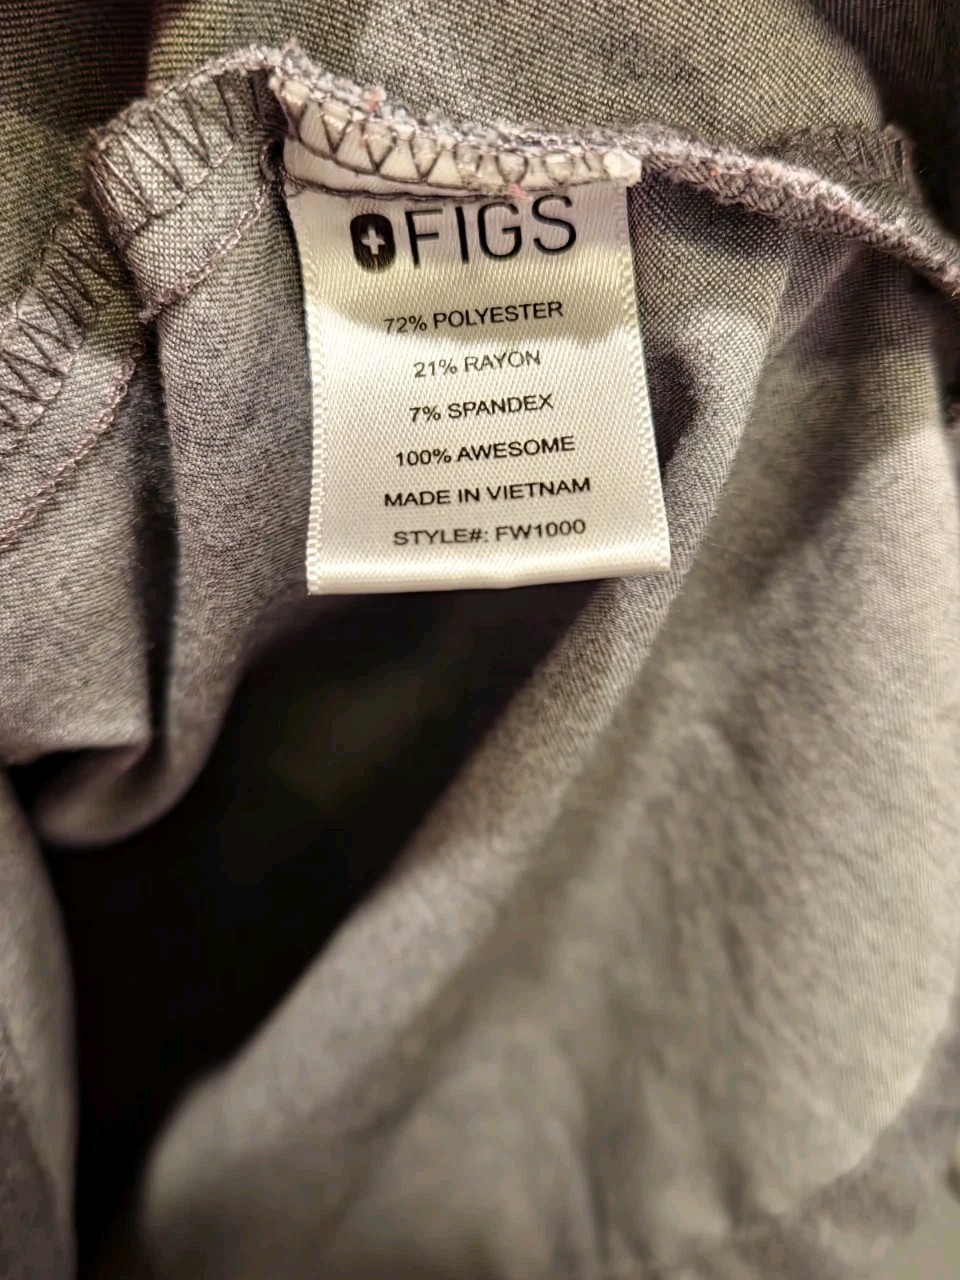 FIGS
72% POLYESTER
21% RAYON
7% SPANDEX
100% AWESOME
MADE IN VIETNAM
STYLE#: FW1000